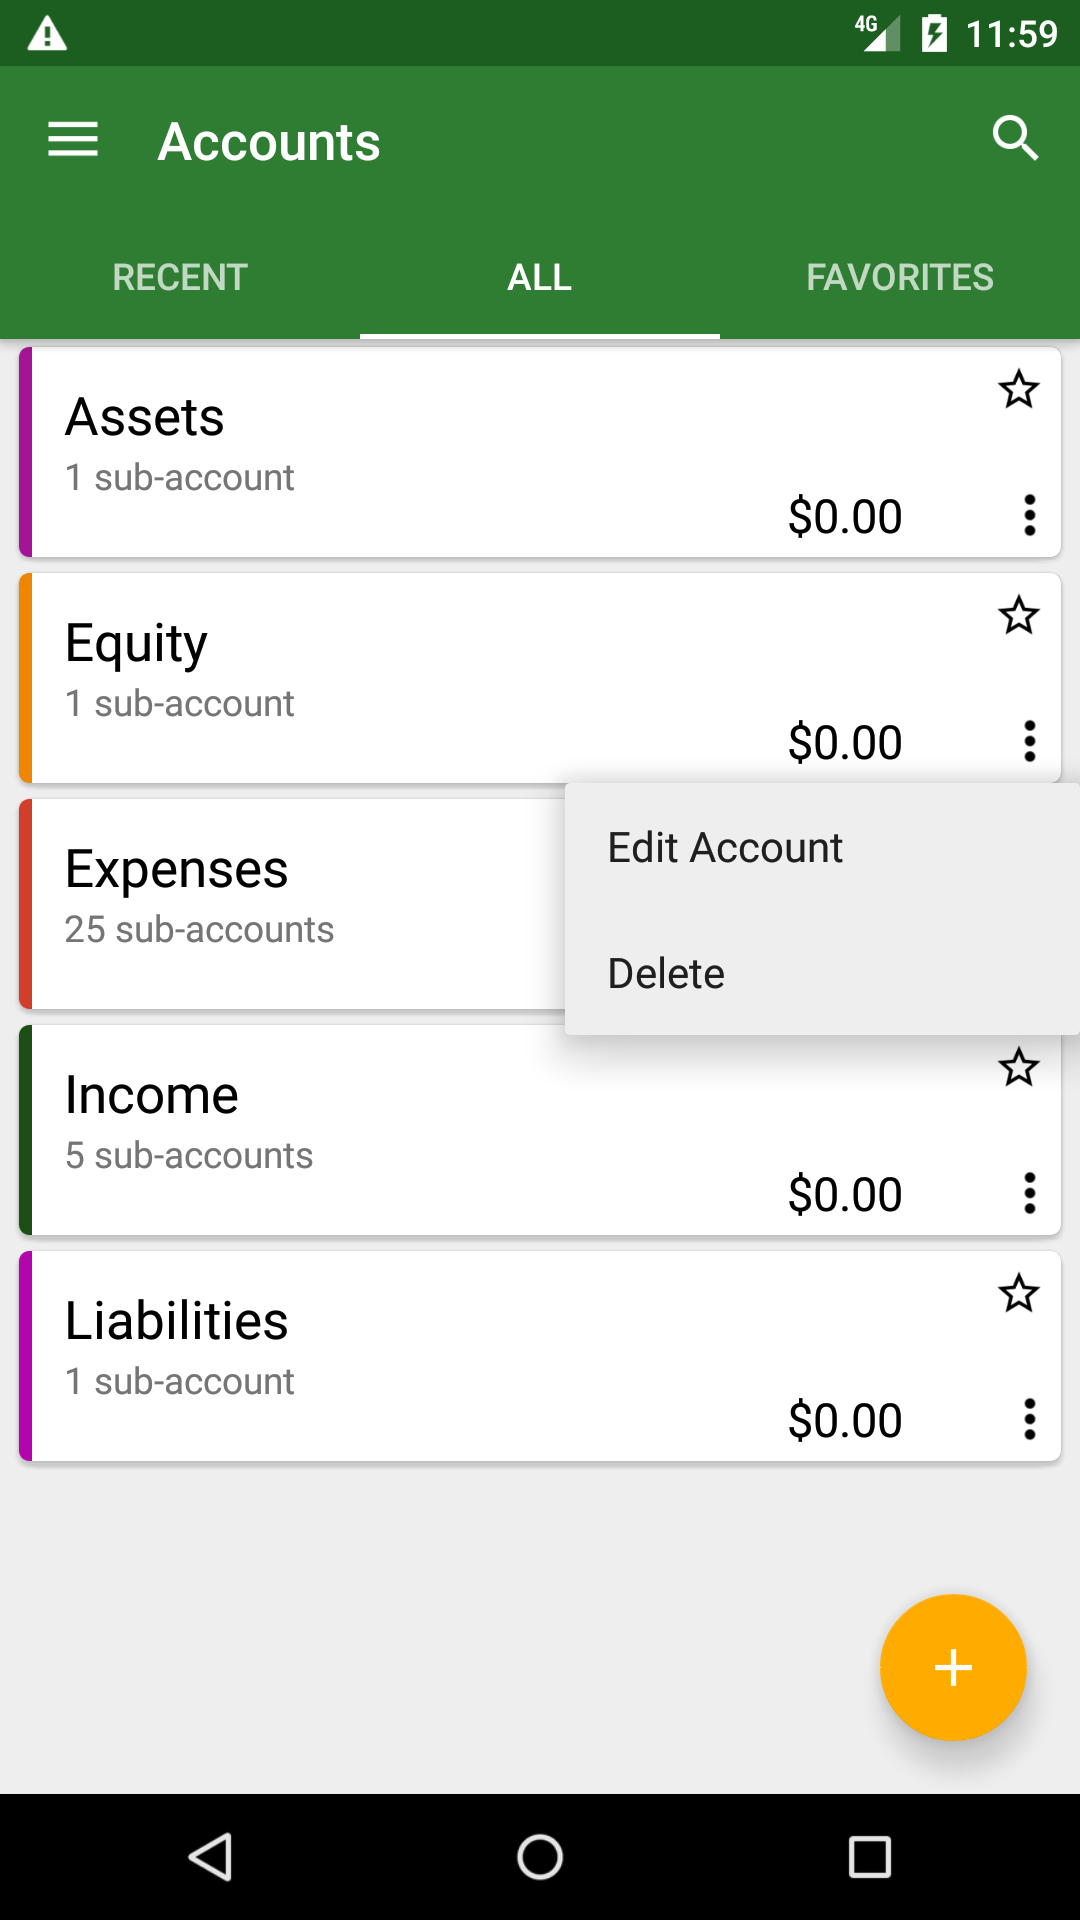 4G 11:59
Accounts
RECENT ALL FAVORITES
Assets
1 sub-account
$0.00
Equity
1 sub-account
$0.00
Edit Account
Expenses
25 sub-accounts
Delete
Income
5 sub-accounts
$0.00
Liabilities
1 sub-account
$0.00